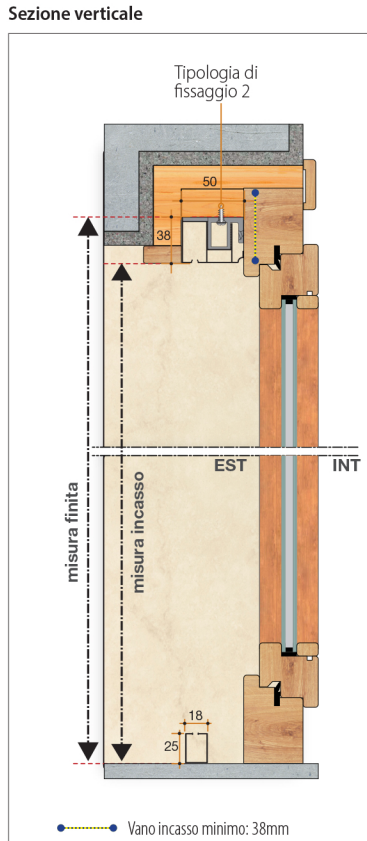 Sezione verticale
Tipologia di
fissaggio 2
50
38
EST
INT
misura finita
misura incasso
18
25
Vano incasso minimo: 38mm